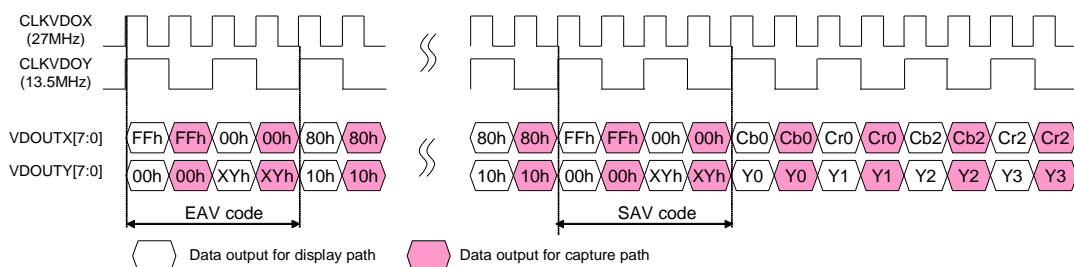 CLKVDOX
(27MHz)
CLKVDOY
(13.5MHz)
VDOUTX[7:0] FFh FFh 00h 00h 80h 80h 80h 80h FFh FFh 00h 00h Cb0 Cb0 Cr0 Cr0 Cb2 Cb2 Cr2 Cr2
VDOUTY[7:0] 00h 00h XYh XYh 10h 10h 10h 10h 00h 00h XYh XYh Y0 Y0 Y1 Y1 Y2 Y2 Y3 Y3
EAV code SAV code
Data output for display path Data output for capture path